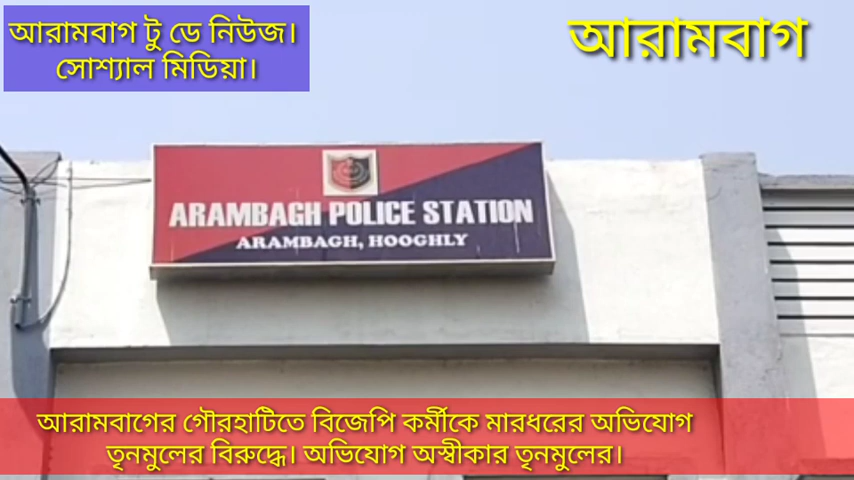 আরামবাগ টু ডে নিউজ।
সোশ্যাল মিডিয়া।
আরামবাগ
ARAMBAGH POLICE STATION
ARAMBAGH, HOOGHLY
আরামবাগের গৌরহাটিতে বিজেপি কর্মীকে মারধরের অভিযোগ
তৃনমুলের বিরুদ্ধে। অভিযোগ অস্বীকার তৃনমুলের।